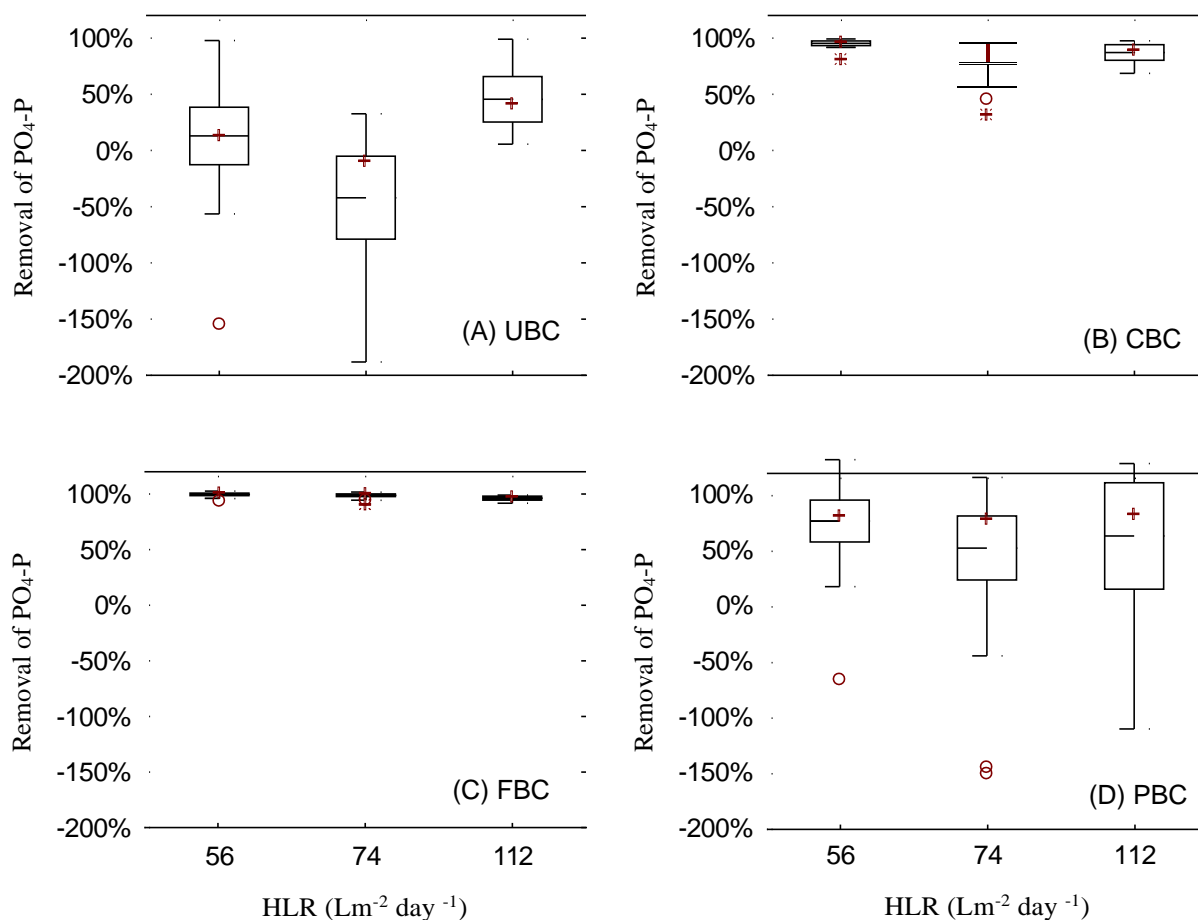 100%
50%
0%
-50%
-100%
-150%
-200%
Removal of PO₄-P
(A) UBC
100%
50%
0%
-50%
-100%
-150%
-200%
Removal of PO₄-P
(B) CBC
100%
50%
0%
-50%
-100%
-150%
-200%
Removal of PO₄-P
(C) FBC
56 74 112
HLR (Lm⁻² day ⁻¹)
100%
50%
0%
-50%
-100%
-150%
-200%
Removal of PO₄-P
(D) PBC
56 74 112
HLR (Lm⁻² day ⁻¹)